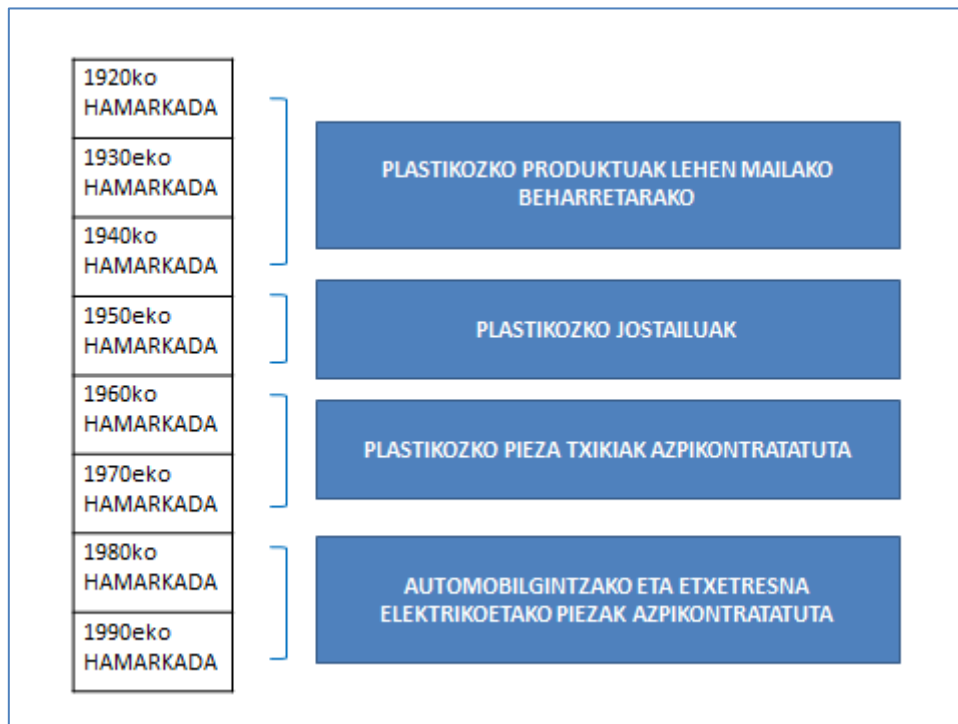 1920ko
HAMARKADA
1930eko
HAMARKADA
1940ko
HAMARKADA
PLASTIKOZKO PRODUKTUAK LEHEN MAILAKO
BEHARRETARAKO
1950eko
HAMARKADA
PLASTIKOZKO JOSTAILUAK
1960ko
HAMARKADA
1970eko
HAMARKADA
PLASTIKOZKO PIEZA TXIKIAK AZPIKONTRATATUTA
1980ko
HAMARKADA
1990eko
HAMARKADA
AUTOMOBILGINTZAKO ETA ETXETRESNA
ELEKTRIKOETAKO PIEZAK AZPIKONTRATATUTA